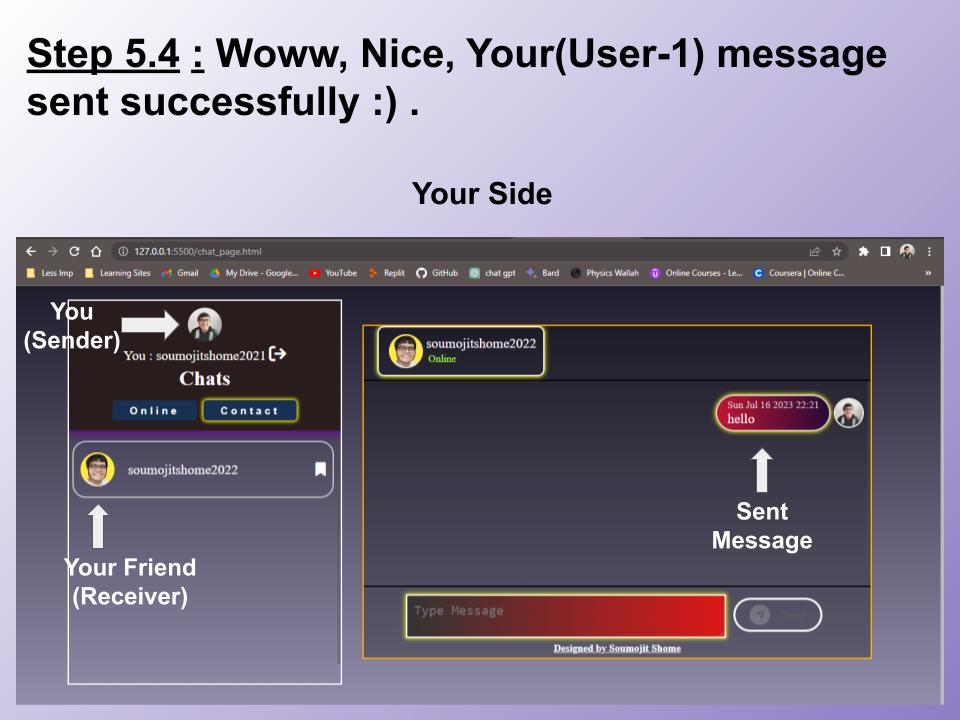 Step 5.4 : Woww, Nice, Your(User-1) message
sent successfully :) .
Your Side
127.0.0.1:5500/chat_page.html
Less Imp
Learning Sites
Gmail
My Drive - Google...
YouTube
Replit
GitHub
chat gpt
Bard
Physics Wallah
Online Courses - Le...
Coursera | Online C...
»
You
(Sender)
You : soumojitshome2021
Chats
Online
Contact
soumojitshome2022
Your Friend
(Receiver)
soumojitshome2022
Online
Sun Jul 16 2023 22:21
hello
Sent
Message
Type Message
Designed by Soumojit Shome